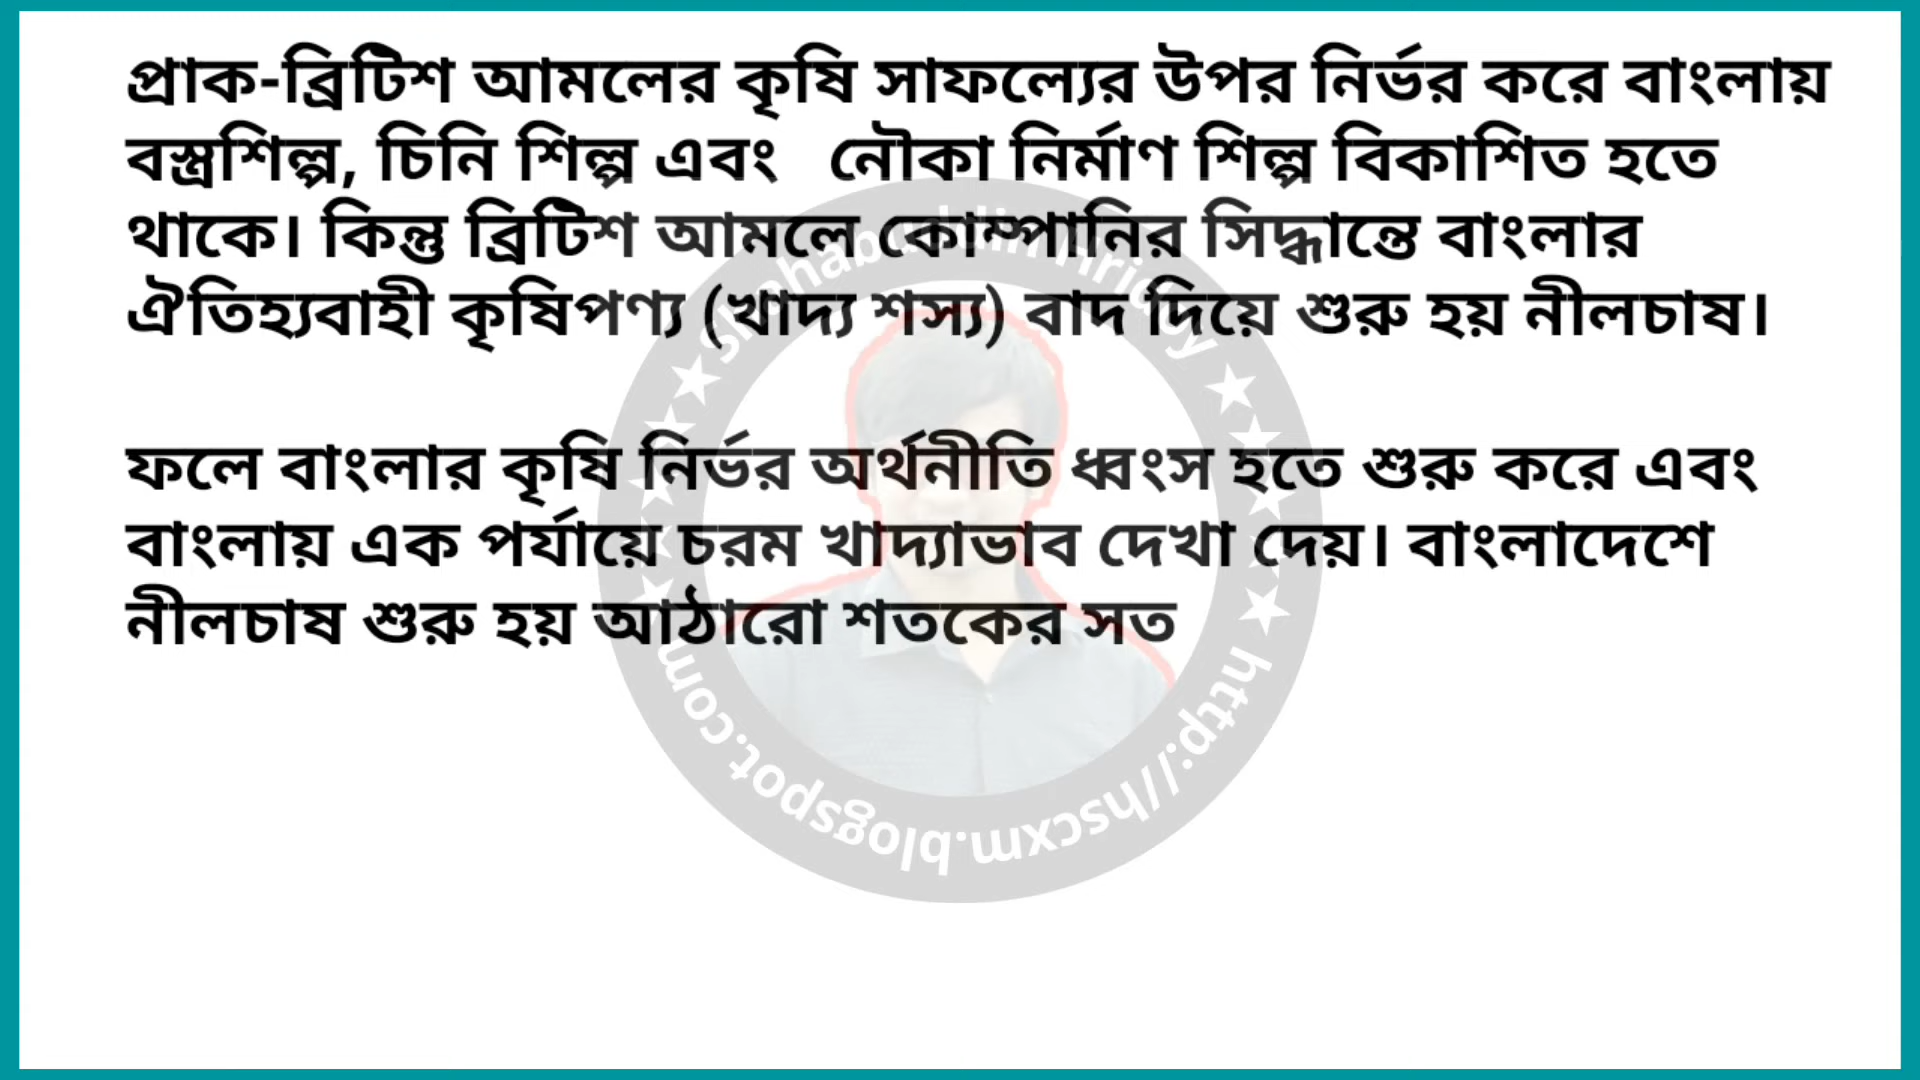 প্রাক-ব্রিটিশ আমলের কৃষি সাফল্যের উপর নির্ভর করে বাংলায়
বস্ত্রশিল্প, চিনি শিল্প এবং নৌকা নির্মাণ শিল্প বিকাশিত হতে
থাকে। কিন্তু ব্রিটিশ আমলে কোম্পানির সিদ্ধান্তে বাংলার
ঐতিহ্যবাহী কৃষিপণ্য (খাদ্য শস্য) বাদ দিয়ে শুরু হয় নীলচাষ।
ফলে বাংলার কৃষি নির্ভর অর্থনীতি ধ্বংস হতে শুরু করে এবং
বাংলায় এক পর্যায়ে চরম খাদ্যাভাব দেখা দেয়। বাংলাদেশে
নীলচাষ শুরু হয় আঠারো শতকের সত
Hriday
http://hscxm.blogspot.com